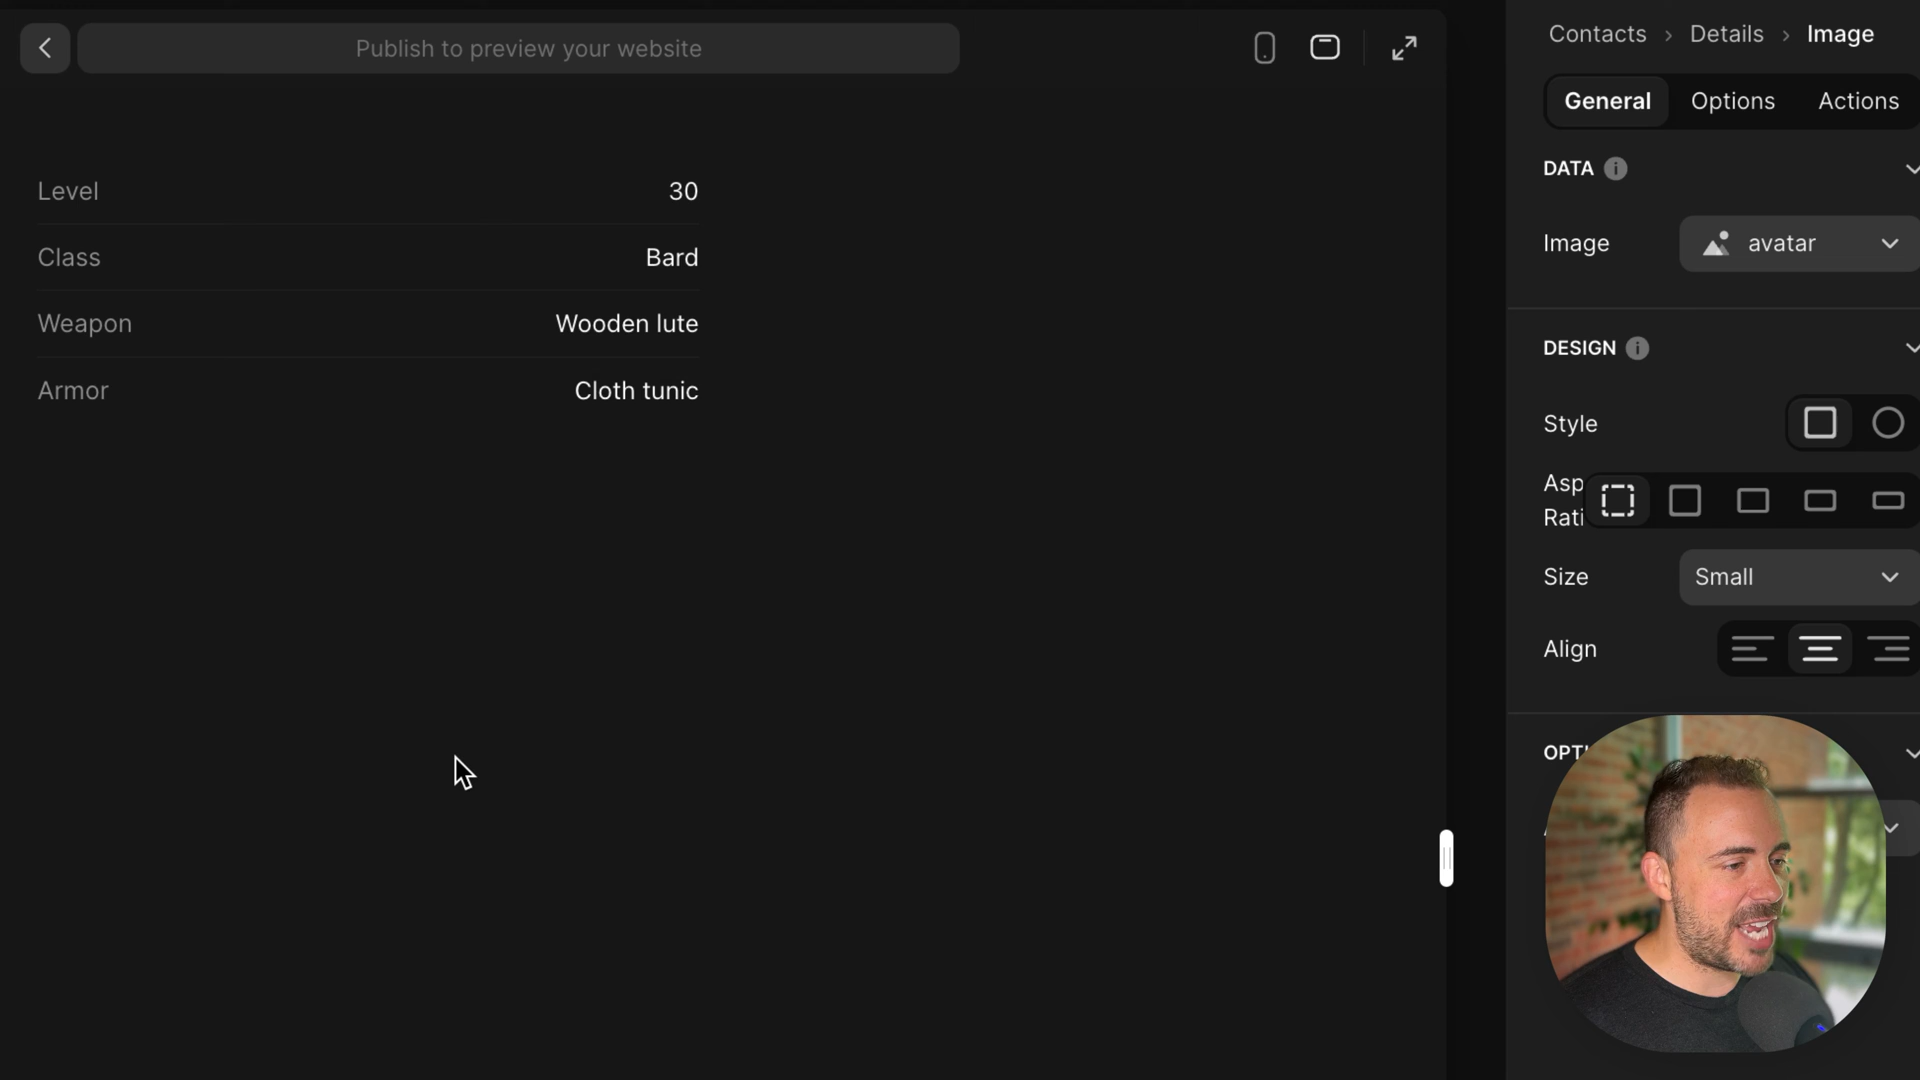 Publish to preview your website
Level 30
Class Bard
Weapon Wooden lute
Armor Cloth tunic
Contacts › Details › Image
General Options Actions
DATA
Image avatar
DESIGN
Style
Asp
Rati
Size Small
Align
OPTI